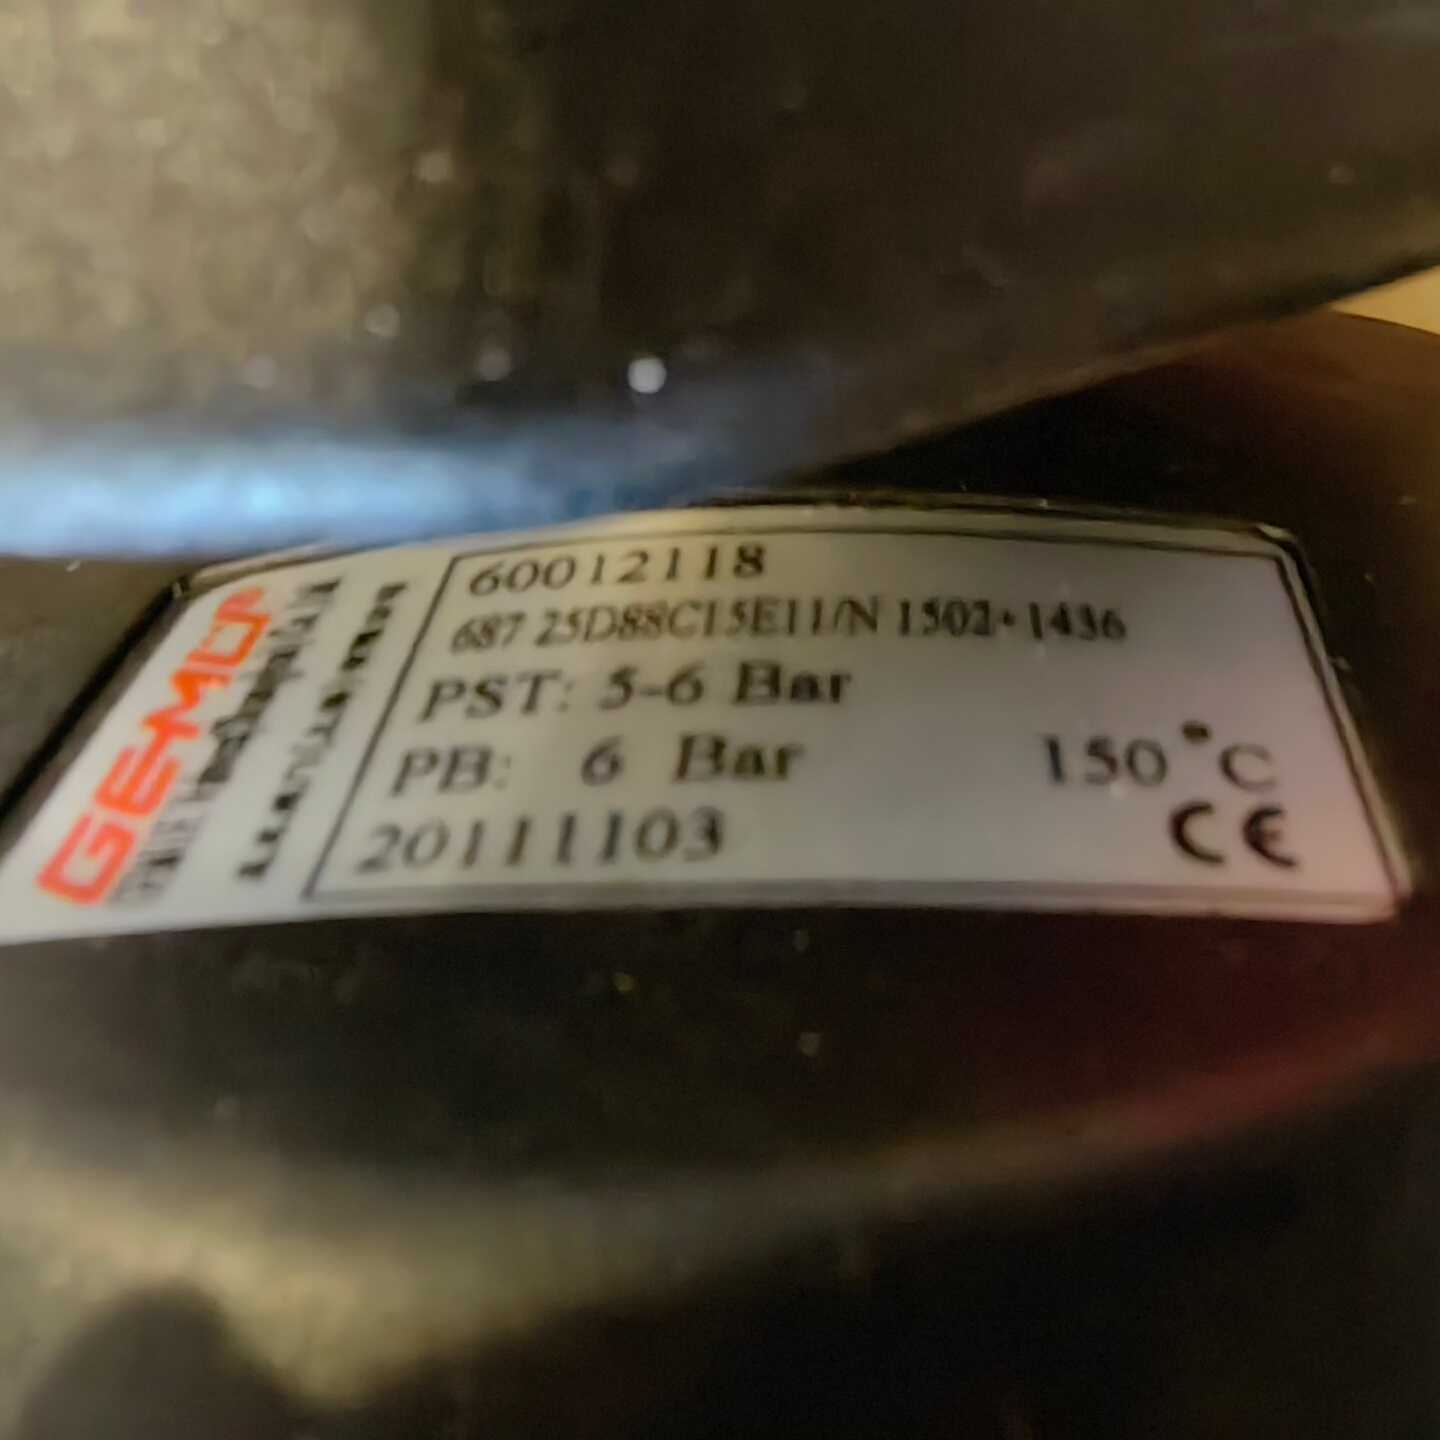 GEMÜ
60012118
687 25D88C15E11/N 1502+1436
PST: 5-6 Bar
PB: 6 Bar 150°C
20111103
CE